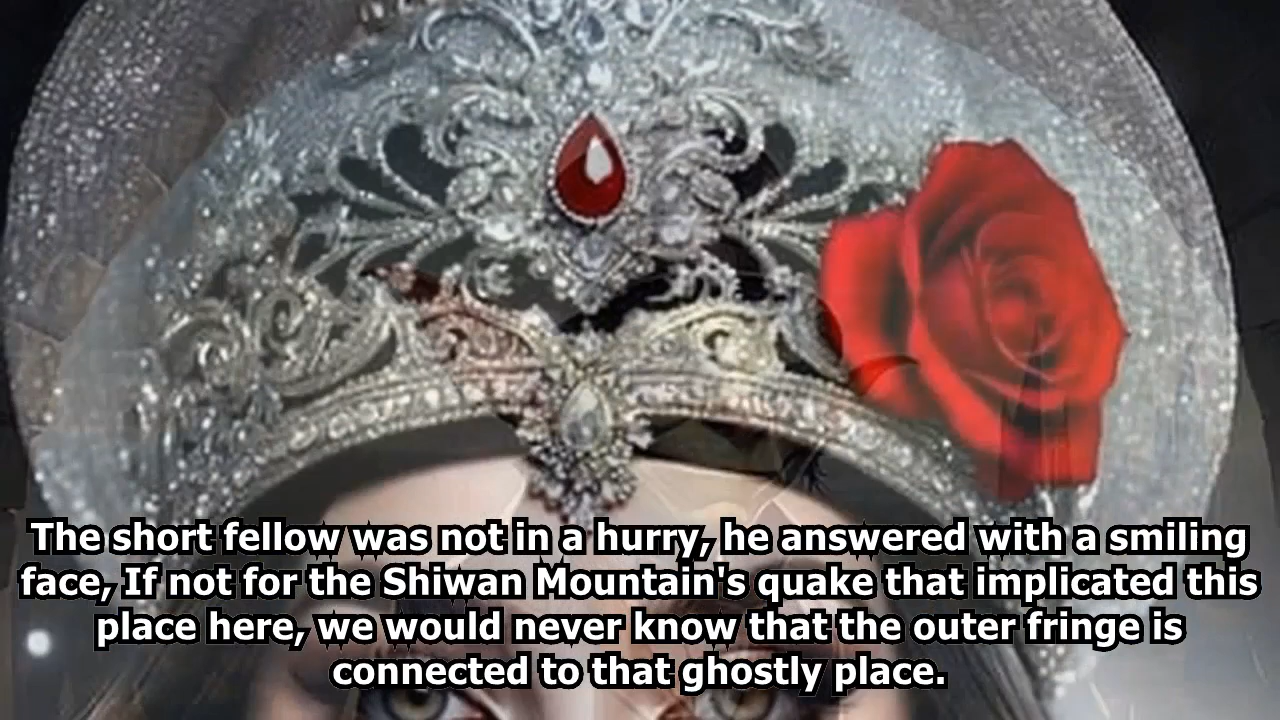 The short fellow was not in a hurry, he answered with a smiling
face, If not for the Shiwan Mountain's quake that implicated this
place here, we would never know that the outer fringe is
connected to that ghostly place.